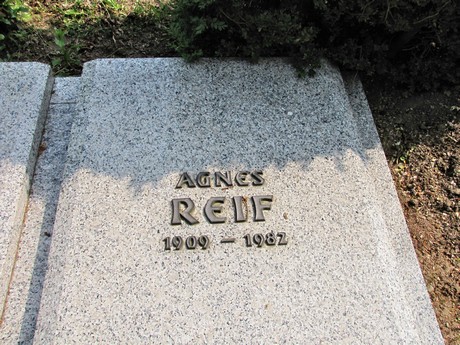 AGNES
REIF
1909 – 1982